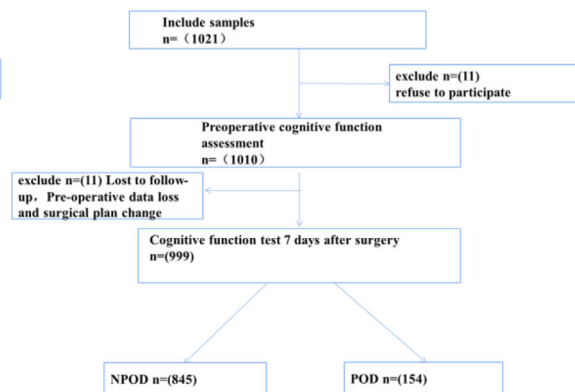 Include samples
n=（1021）
exclude n=(11)
refuse to participate
Preoperative cognitive function
assessment
n=（1010）
exclude n=(11) Lost to follow-
up，Pre-operative data loss
and surgical plan change
Cognitive function test 7 days after surgery
n=(999)
NPOD n=(845)
POD n=(154)